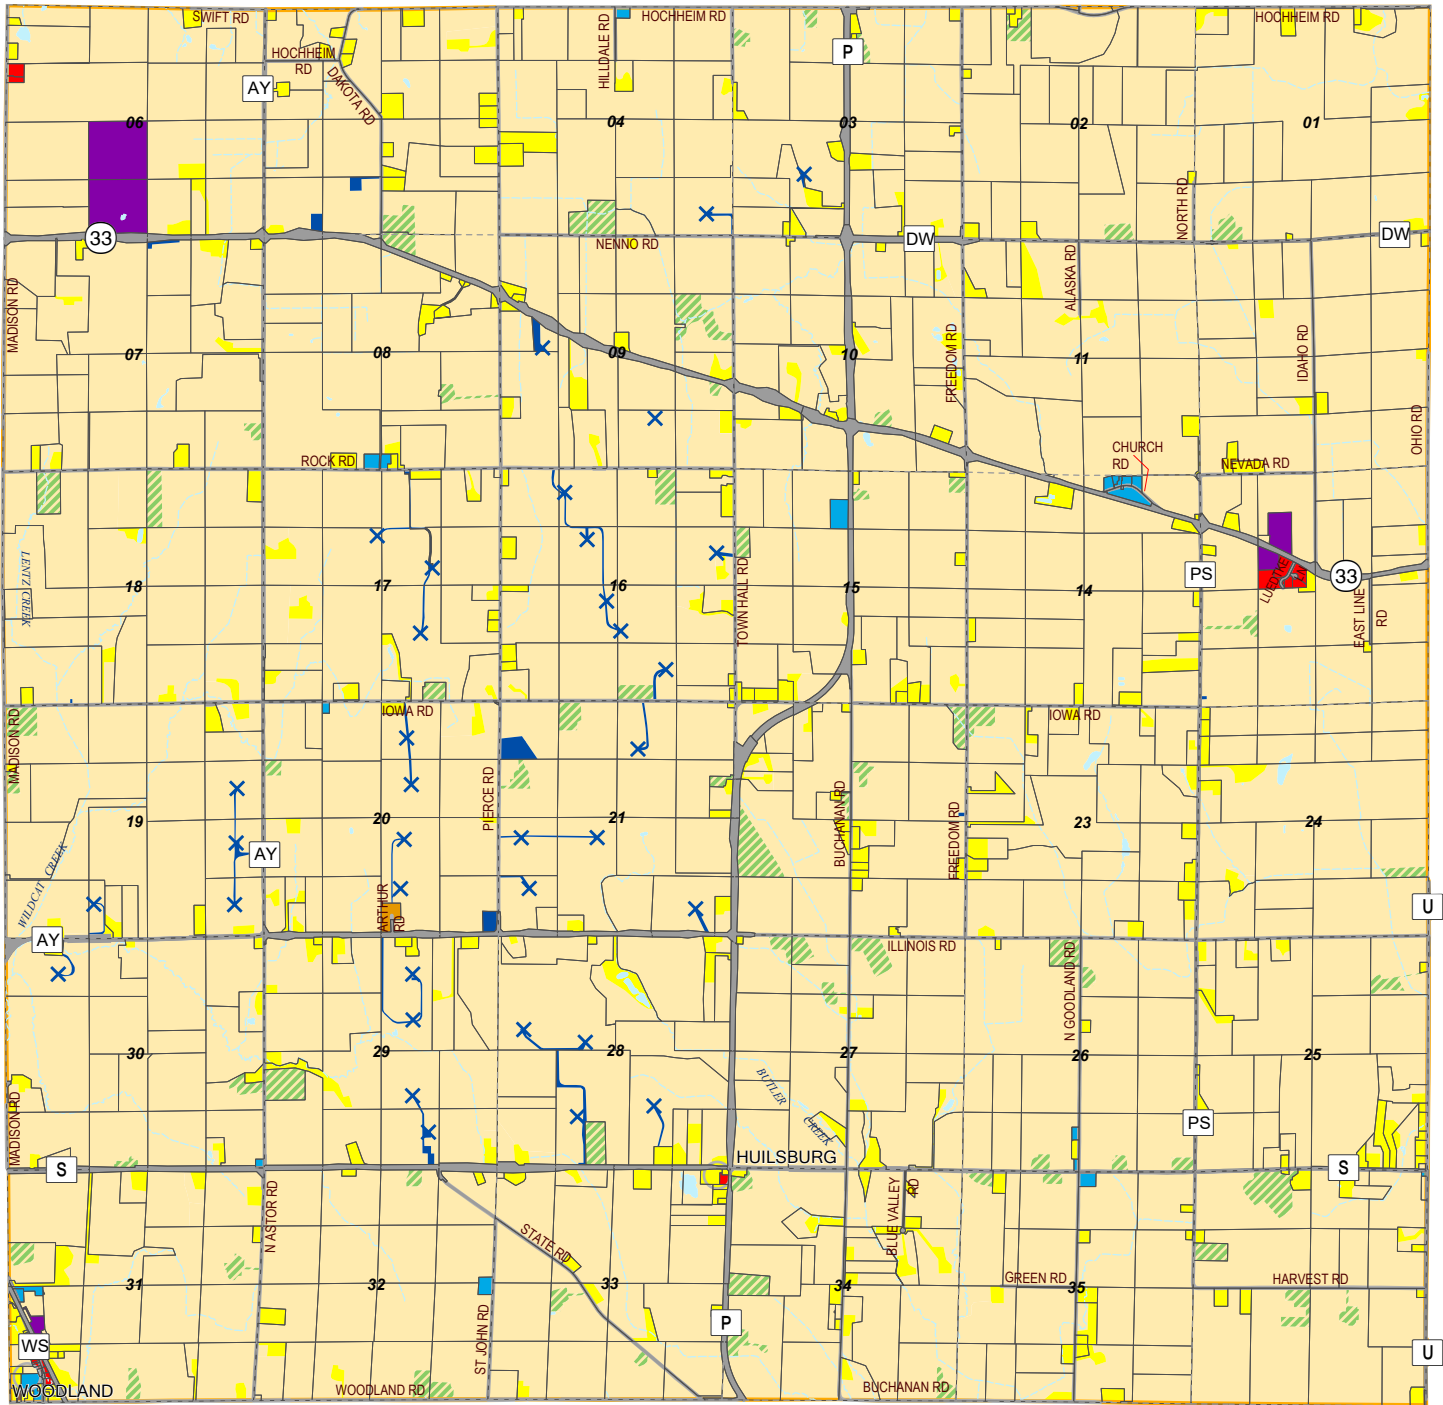 SWIFT RD
HOCHHEIM RD
HOCHHEIM RD
HOCHHEIM
RD
HILLDALE RD
P
AY
DAKOTA RD
06
04
03
02
01
NORTH RD
33
NENNO RD
DW
DW
MADISON RD
ALASKA RD
FREEDOM RD
IDAHO RD
07
08
09
10
11
OHIO RD
ROCK RD
CHURCH
RD
NEVADA RD
LENTZ CREEK
18
17
16
TOWN HALL RD
15
14
PS
LUEDTKE
LN
33
EAST LINE
RD
MADISON RD
IOWA RD
IOWA RD
PIERCE RD
BUCHANAN RD
FREEDOM RD
19
20
21
23
24
WILDCAT CREEK
AY
ARTHUR
RD
U
AY
ILLINOIS RD
N GOODLAND RD
30
29
28
27
26
25
BUTLER
CREEK
MADISON RD
PS
HUILSBURG
S
S
N ASTOR RD
BLUE VALLEY
RD
STATE RD
31
32
33
34
35
GREEN RD
HARVEST RD
ST JOHN RD
P
WS
U
WOODLAND
WOODLAND RD
BUCHANAN RD